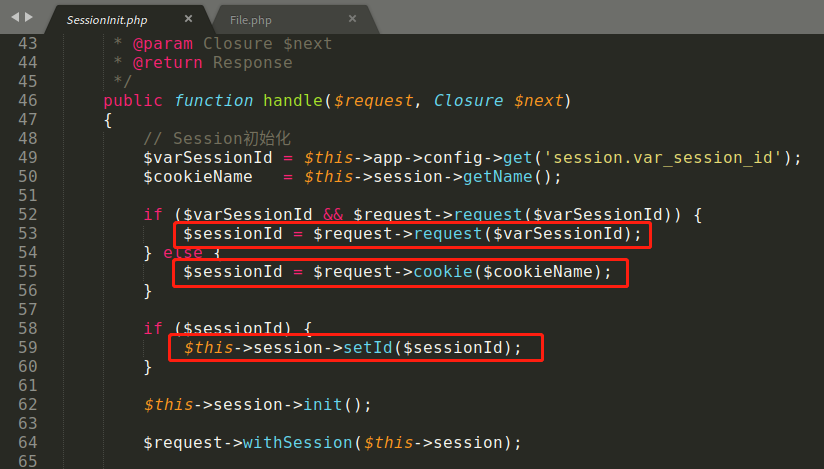 SessionInit.php × File.php ×
43 * @param Closure $next
44 * @return Response
45 */
46 public function handle($request, Closure $next)
47 {
48 // Session初始化
49 $varSessionId = $this->app->config->get('session.var_session_id');
50 $cookieName   = $this->session->getName();
51
52 if ($varSessionId && $request->request($varSessionId)) {
53 $sessionId = $request->request($varSessionId);
54 } else {
55 $sessionId = $request->cookie($cookieName);
56 }
57
58 if ($sessionId) {
59 $this->session->setId($sessionId);
60 }
61
62 $this->session->init();
63
64 $request->withSession($this->session);
65